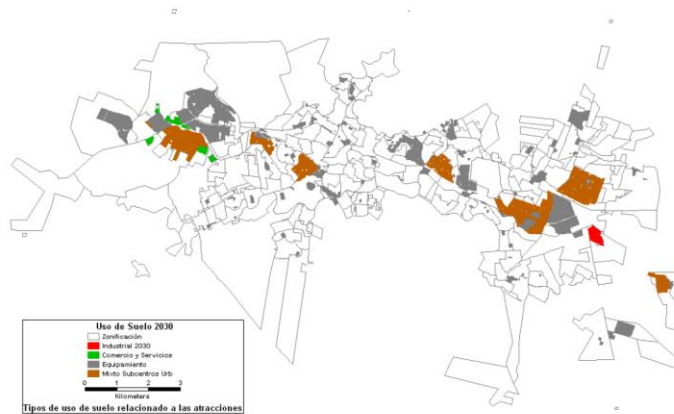 Uso de Suelo 2030
Zonificación
Industrial 2030
Comercio y Servicios
Equipamiento
Mixto Subcentros Urb
0 1 2 3
Kilometers
Tipos de uso de suelo relacionado a las atracciones